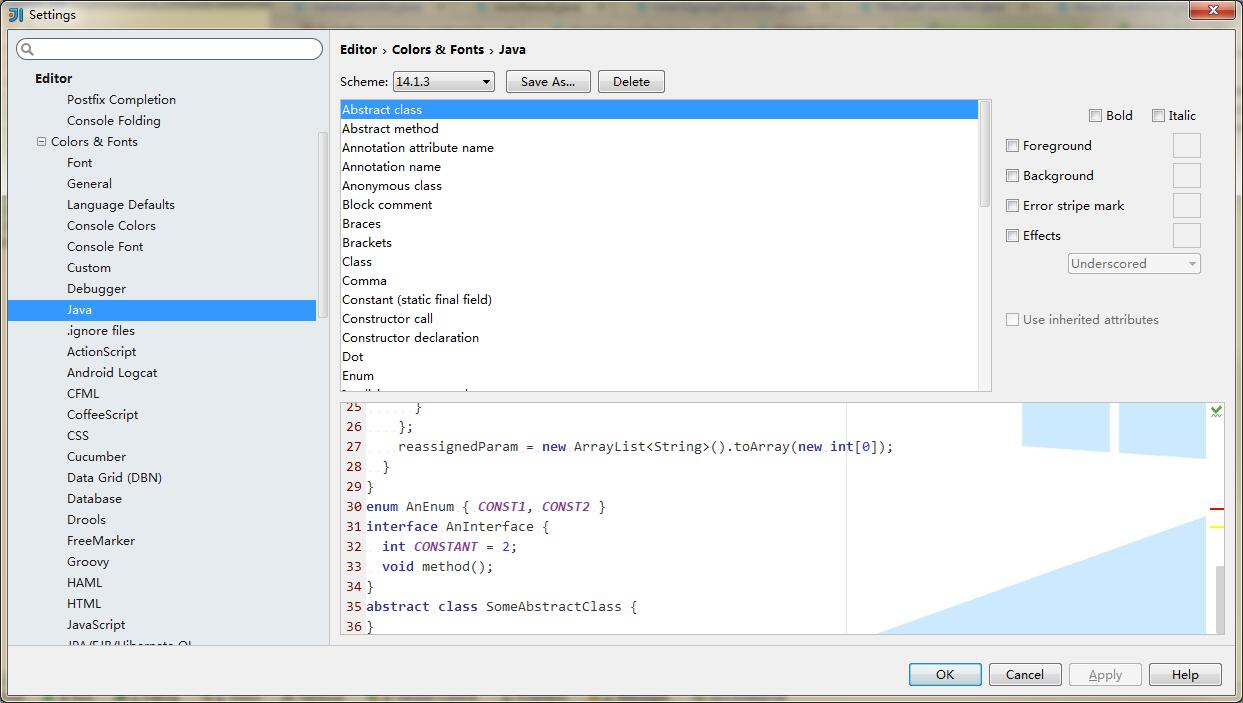 Settings
Editor
Postfix Completion
Console Folding
Colors & Fonts
Font
General
Language Defaults
Console Colors
Console Font
Custom
Debugger
Java
.ignore files
ActionScript
Android Logcat
CFML
CoffeeScript
CSS
Cucumber
Data Grid (DBN)
Database
Drools
FreeMarker
Groovy
HAML
HTML
JavaScript
Editor › Colors & Fonts › Java
Scheme: 14.1.3 Save As... Delete
Abstract class
Abstract method
Annotation attribute name
Annotation name
Anonymous class
Block comment
Braces
Brackets
Class
Comma
Constant (static final field)
Constructor call
Constructor declaration
Dot
Enum
Bold Italic
Foreground
Background
Error stripe mark
Effects
Underscored
Use inherited attributes
25 }
26 };
27 reassignedParam = new ArrayList<String>().toArray(new int[0]);
28 }
29 }
30 enum AnEnum { CONST1, CONST2 }
31 interface AnInterface {
32 int CONSTANT = 2;
33 void method();
34 }
35 abstract class SomeAbstractClass {
36 }
OK Cancel Apply Help